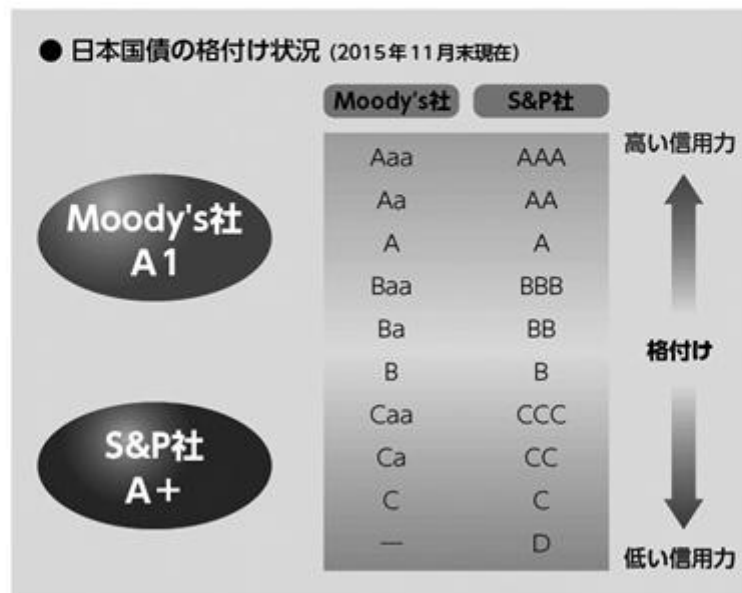 ● 日本国債の格付け状況 (2015年11月末現在)
Moody's社 S&P社
Aaa AAA
Aa AA
A A
Baa BBB
Ba BB
B B
Caa CCC
Ca CC
C C
— D
Moody's社
A1
S&P社
A+
高い信用力
格付け
低い信用力